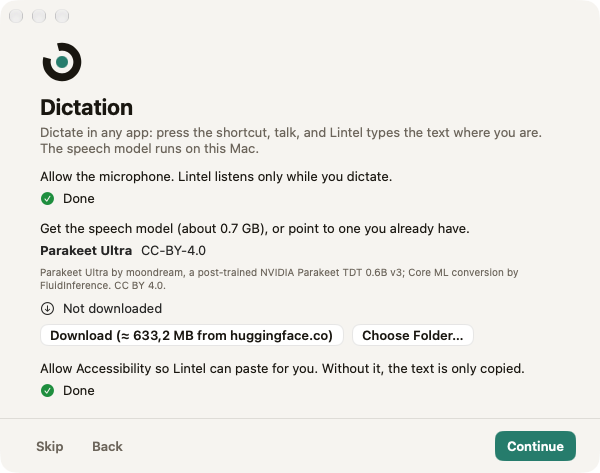 Dictation
Dictate in any app: press the shortcut, talk, and Lintel types the text where you are.
The speech model runs on this Mac.
Allow the microphone. Lintel listens only while you dictate.
Done
Get the speech model (about 0.7 GB), or point to one you already have.
Parakeet Ultra CC-BY-4.0
Parakeet Ultra by moondream, a post-trained NVIDIA Parakeet TDT 0.6B v3; Core ML conversion by
FluidInference. CC BY 4.0.
Not downloaded
Download (≈ 633,2 MB from huggingface.co) Choose Folder...
Allow Accessibility so Lintel can paste for you. Without it, the text is only copied.
Done
Skip Back Continue